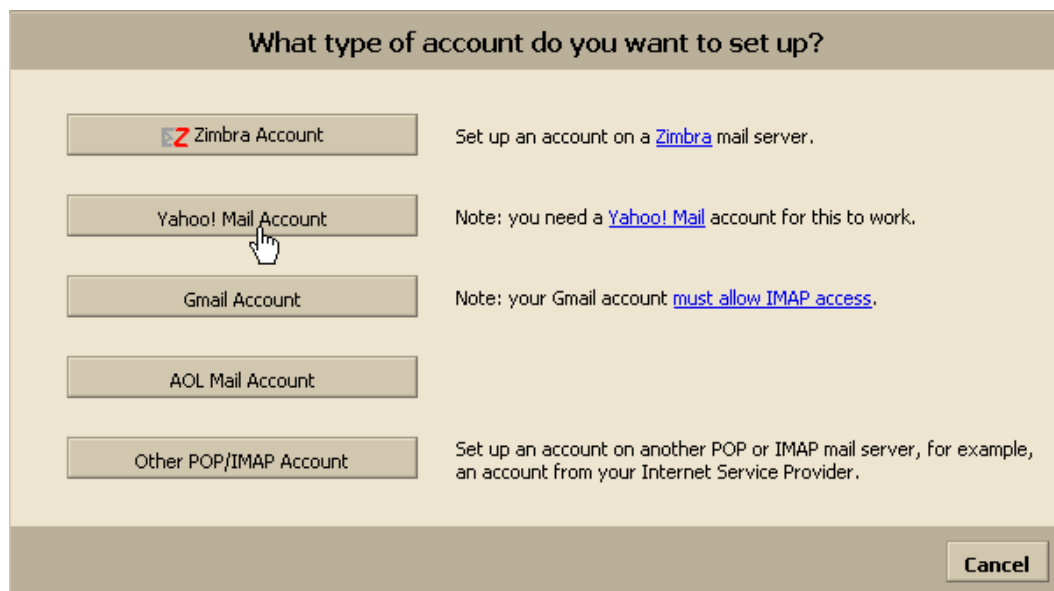 What type of account do you want to set up?
Zimbra Account
Set up an account on a Zimbra mail server.
Yahoo! Mail Account
Note: you need a Yahoo! Mail account for this to work.
Gmail Account
Note: your Gmail account must allow IMAP access.
AOL Mail Account
Other POP/IMAP Account
Set up an account on another POP or IMAP mail server, for example,
an account from your Internet Service Provider.
Cancel